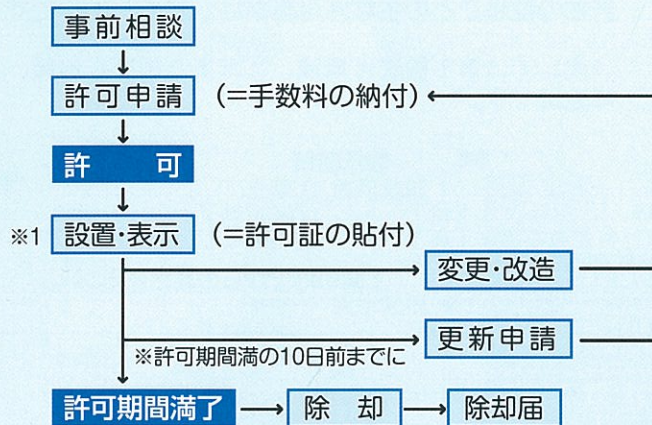 事前相談
許可申請 (=手数料の納付)
許 可
※1 設置・表示 (=許可証の貼付)
変更・改造
更新申請
※許可期間満の10日前までに
許可期間満了 除 却 除却届